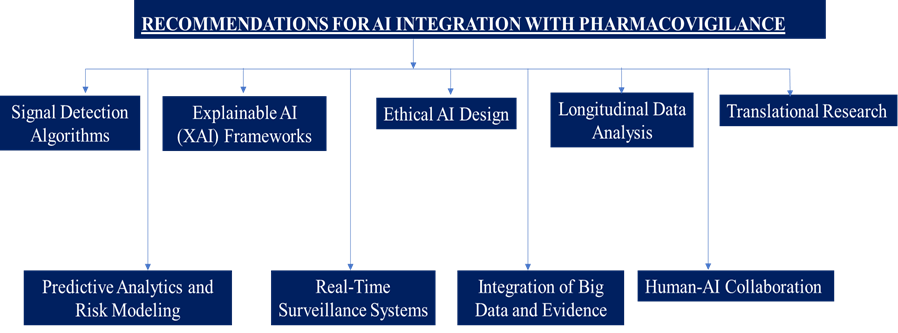 RECOMMENDATIONS FOR AI INTEGRATION WITH PHARMACOVIGILANCE
Signal Detection
Algorithms
Explainable AI
(XAI) Frameworks
Ethical AI Design
Longitudinal Data
Analysis
Translational Research
Predictive Analytics and
Risk Modeling
Real-Time
Surveillance Systems
Integration of Big
Data and Evidence
Human-AI Collaboration